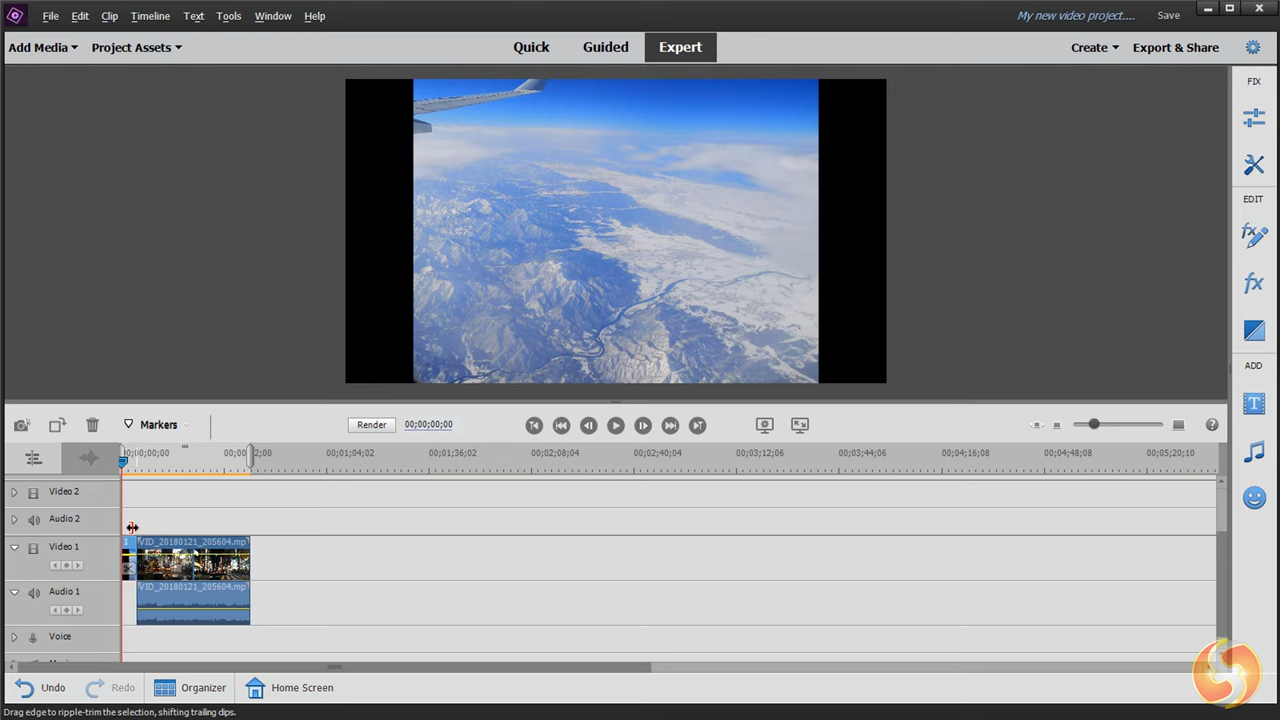 File Edit Clip Timeline Text Tools Window Help My new video project.... Save
Add Media Project Assets Quick Guided Expert Create Export & Share
FIX
EDIT
ADD
Markers Render 00;00;00;00
00;00;00;00 00;01;04;02 00;01;36;02 00;02;08;04 00;02;40;04 00;03;12;06 00;03;44;06 00;04;16;08 00;04;48;08 00;05;20;10
Video 2
Audio 2
VID_20180121_205604.mp
Video 1
VID_20180121_205604.mp
Audio 1
Voice
Undo Redo Organizer Home Screen
Drag edge to ripple-trim the selection, shifting trailing clips.